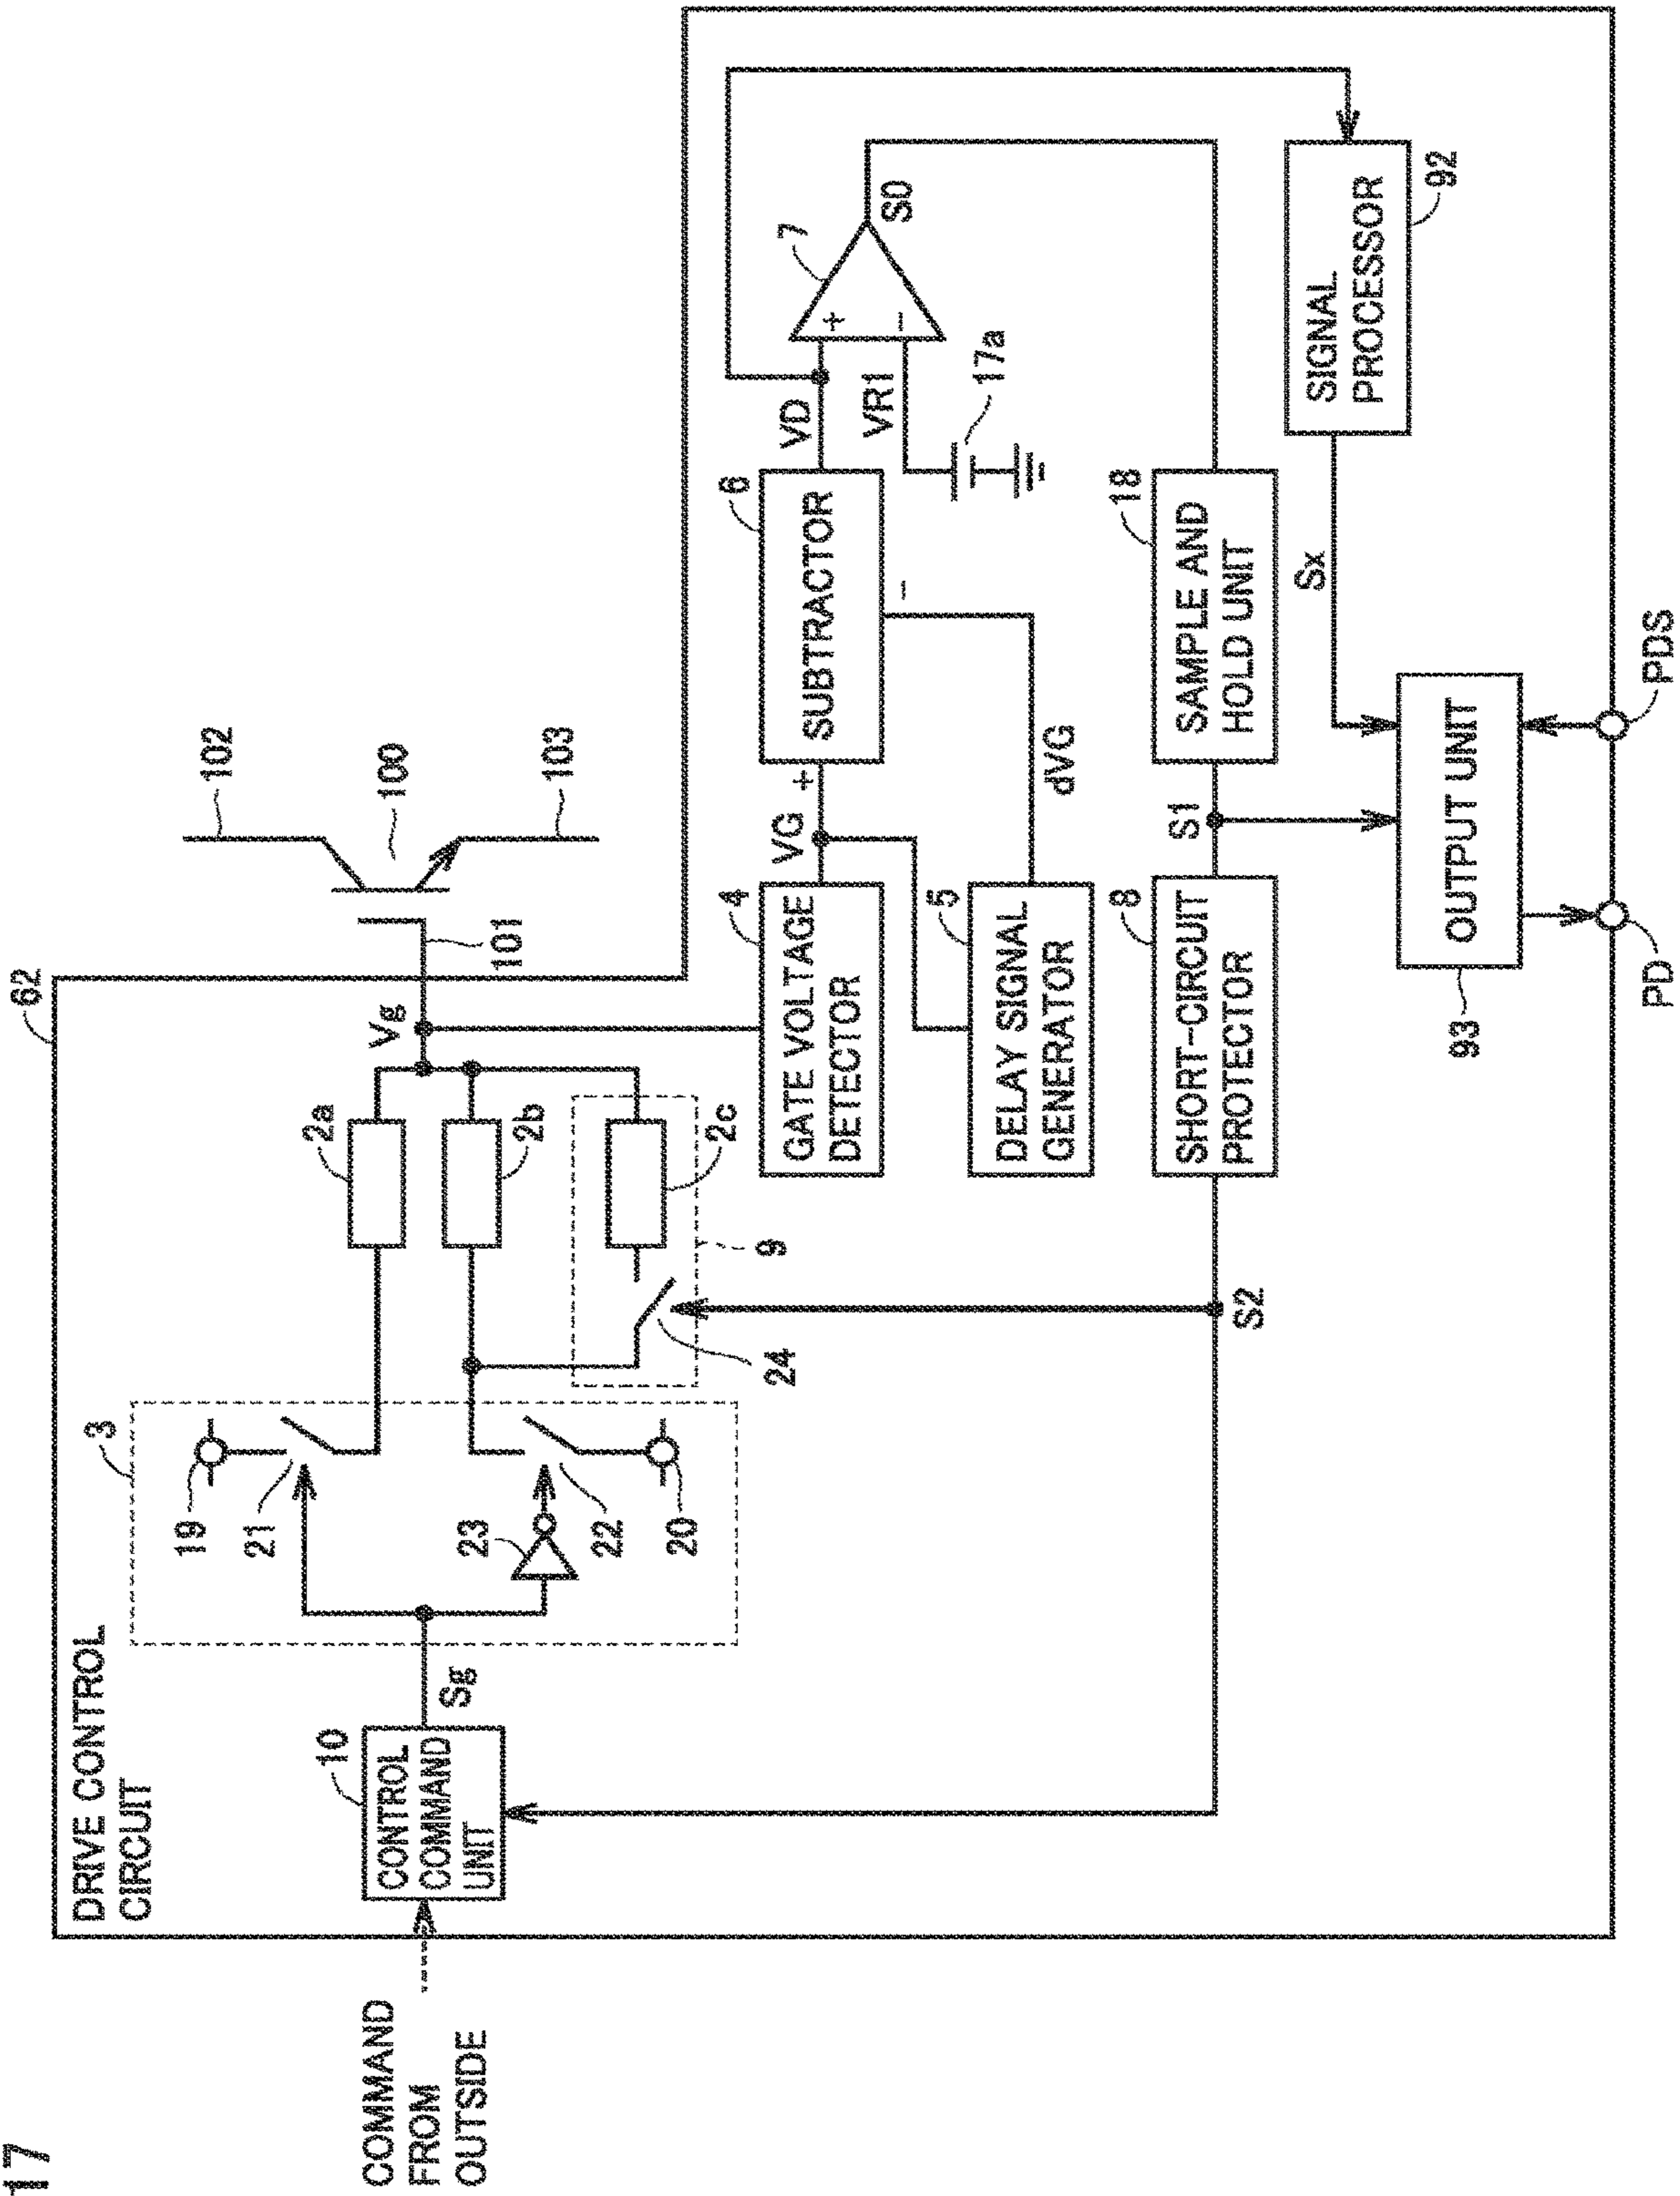 17
62
DRIVE CONTROL
CIRCUIT
COMMAND
FROM
OUTSIDE
10
CONTROL
COMMAND
UNIT
Sg
3
19
21
23
22
20
2a
2b
2c
24
9
Vg
101
102
100
103
4
GATE VOLTAGE
DETECTOR
VG
+
5
DELAY SIGNAL
GENERATOR
dVG
−
6
SUBTRACTOR
VD
VR1
17a
7
+
−
S0
8
SHORT-CIRCUIT
PROTECTOR
S2
S1
18
SAMPLE AND
HOLD UNIT
Sx
SIGNAL
PROCESSOR
92
OUTPUT UNIT
93
PD
PDS